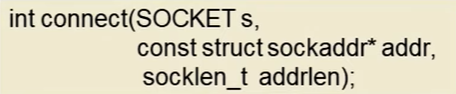 int connect(SOCKET s,
const struct sockaddr* addr,
socklen_t addrlen);